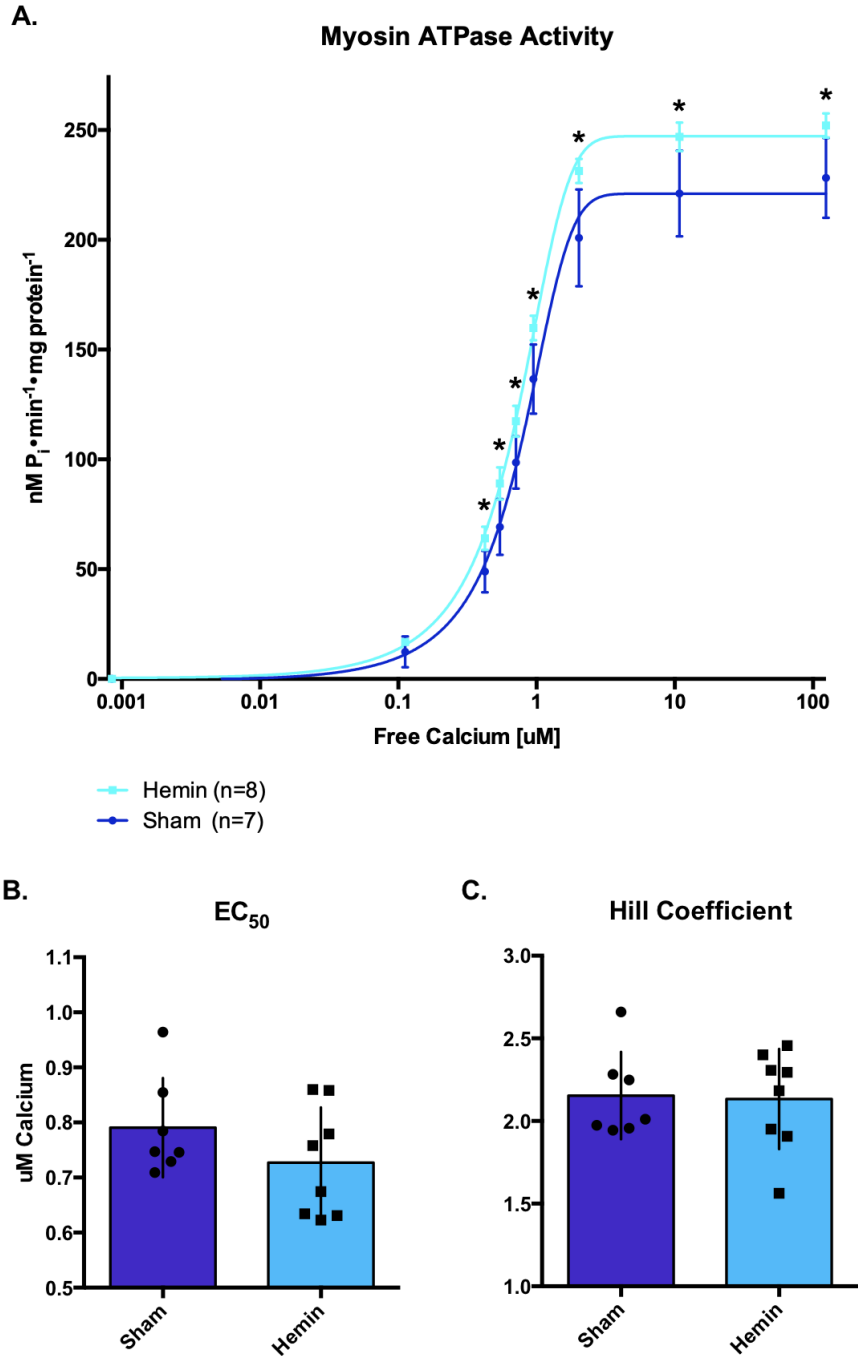 A.
Myosin ATPase Activity
nM Pi•min-1•mg protein-1
250
200
150
100
50
0
* * * * * * *
0.001 0.01 0.1 1 10 100
Free Calcium [uM]
Hemin (n=8)
Sham (n=7)
B.
EC50
uM Calcium
1.1
1.0
0.9
0.8
0.7
0.6
0.5
Sham Hemin
C.
Hill Coefficient
3.0
2.5
2.0
1.5
1.0
Sham Hemin